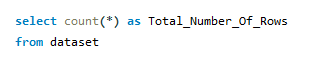 select count(*) as Total_Number_Of_Rows
from dataset